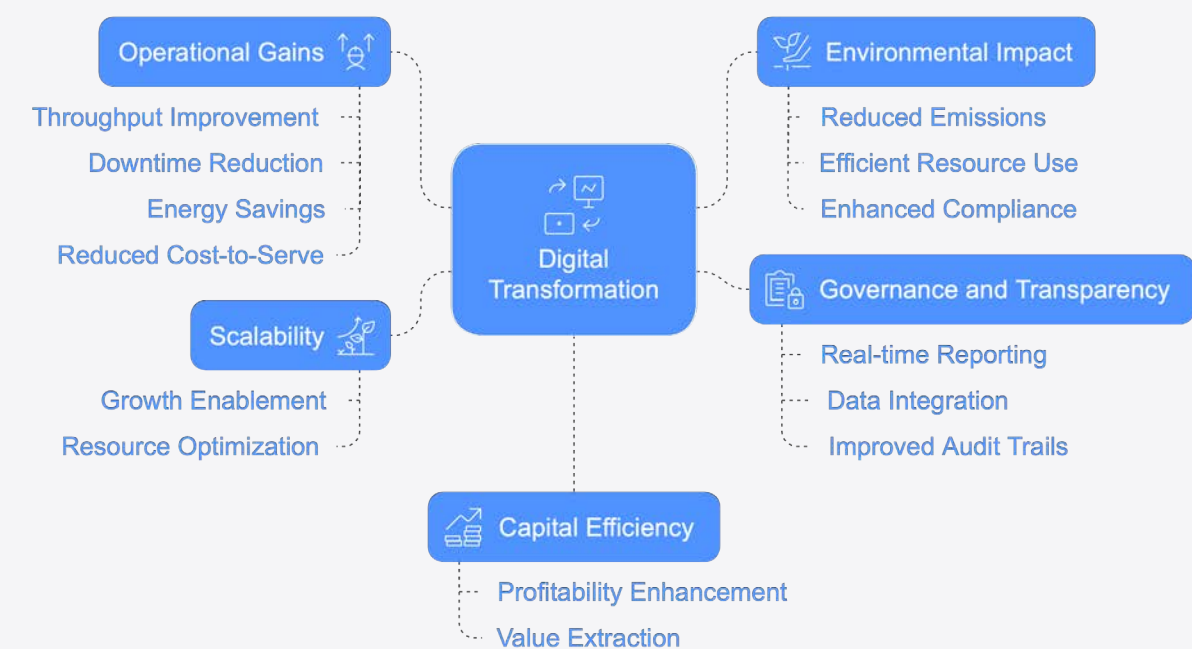 Operational Gains
Throughput Improvement
Downtime Reduction
Energy Savings
Reduced Cost-to-Serve
Scalability
Growth Enablement
Resource Optimization
Digital
Transformation
Environmental Impact
Reduced Emissions
Efficient Resource Use
Enhanced Compliance
Governance and Transparency
Real-time Reporting
Data Integration
Improved Audit Trails
Capital Efficiency
Profitability Enhancement
Value Extraction